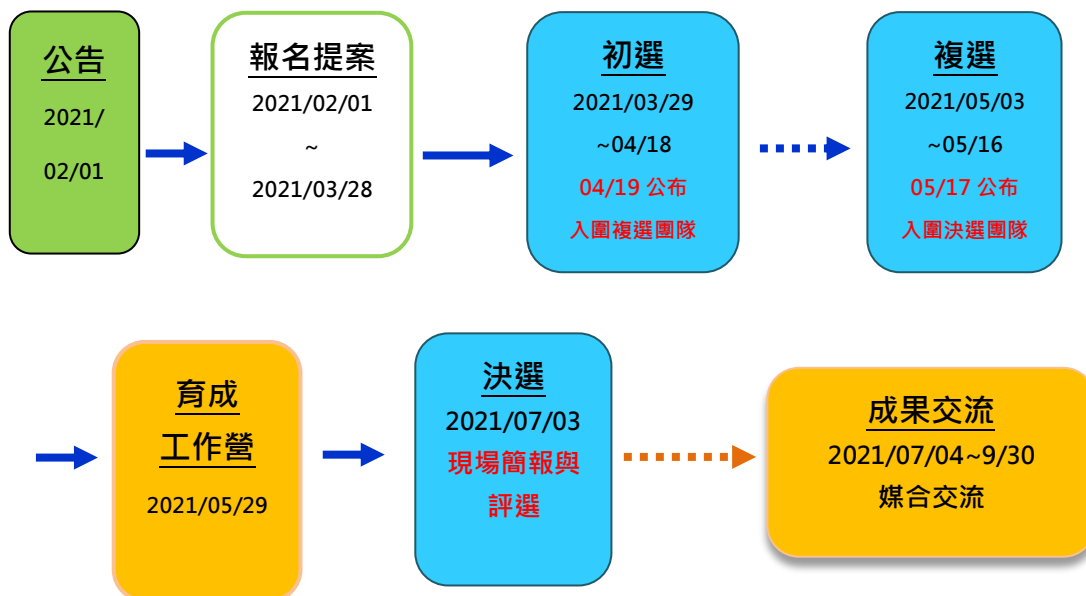 公告
2021/
02/01
報名提案
2021/02/01
~
2021/03/28
初選
2021/03/29
~04/18
04/19 公布
入圍複選團隊
複選
2021/05/03
~05/16
05/17 公布
入圍決選團隊
育成
工作營
2021/05/29
決選
2021/07/03
現場簡報與
評選
成果交流
2021/07/04~9/30
媒合交流